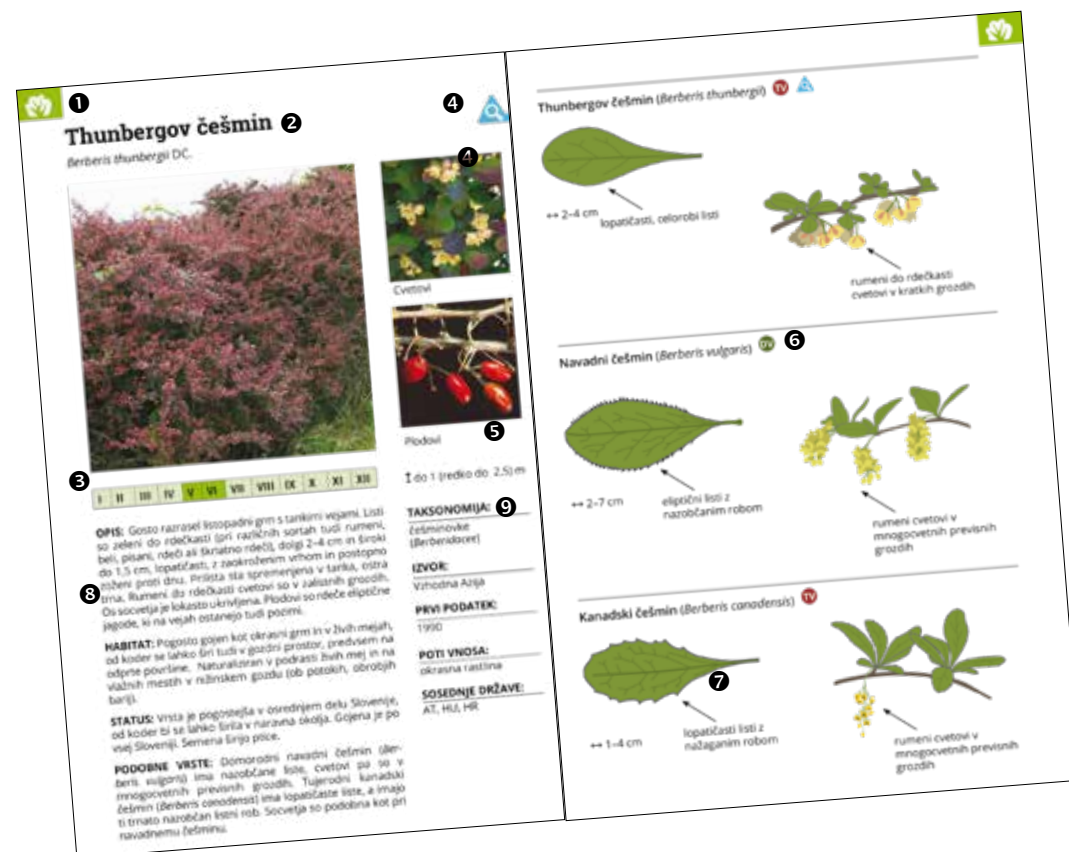 ❶
Thunbergov češmin ❷
Berberis thunbergii DC.
❹
❹
Cvetovi
Plodovi
❺
❸
I II III IV V VI VII VIII IX X XI XII
↕ do 1 (redko do 2,5) m
OPIS: Gosto razrasel listopadni grm s tankimi vejami. Listi
so zeleni do rdečkasti (pri različnih sortah tudi rumeni,
beli, pisani, rdeči ali škrlatno rdeči), dolgi 2–4 cm in široki
do 1,5 cm, lopatičasti, z zaokroženim vrhom in postopno
zoženi proti dnu. Prilista sta spremenjena v tanka, ostra
❽ trna. Rumeni do rdečkasti cvetovi so v zalistnih grozdih.
Os socvetja je lokasto ukrivljena. Plodovi so rdeče eliptične
jagode, ki na vejah ostanejo tudi pozimi.
HABITAT: Pogosto gojen kot okrasni grm in v živih mejah,
od koder se lahko širi tudi v gozdni prostor, predvsem na
odprte površine. Naturaliziran v podrasti živih mej in na
vlažnih mestih v nižinskem gozdu (ob potokih, obrobjih
barij).
STATUS: Vrsta je pogostejša v osrednjem delu Slovenije,
od koder bi se lahko širila v naravna okolja. Gojena je po
vsej Sloveniji. Semena širijo ptice.
PODOBNE VRSTE: Domorodni navadni češmin (Ber-
beris vulgaris) ima nazobčane liste, cvetovi pa so v
mnogocvetnih previsnih grozdih. Tujerodni kanadski
češmin (Berberis canadensis) ima lopatičaste liste, a imajo
ti trnato nazobčan listni rob. Socvetja so podobna kot pri
navadnemu češminu.
TAKSONOMIJA: ❾
češminovke
(Berberidaceae)
IZVOR:
Vzhodna Azija
PRVI PODATEK:
1990
POTI VNOSA:
okrasna rastlina
SOSEDNJE DRŽAVE:
AT, HU, HR
Thunbergov češmin (Berberis thunbergii) TV
↔ 2–4 cm
lopatičasti, celorobi listi
rumeni do rdečkasti
cvetovi v kratkih grozdih
Navadni češmin (Berberis vulgaris) DV ❻
↔ 2–7 cm
eliptični listi z
nazobčanim robom
rumeni cvetovi v
mnogocvetnih previsnih
grozdih
Kanadski češmin (Berberis canadensis) TV
❼
↔ 1–4 cm
lopatičasti listi z
nažaganim robom
rumeni cvetovi v
mnogocvetnih previsnih
grozdih